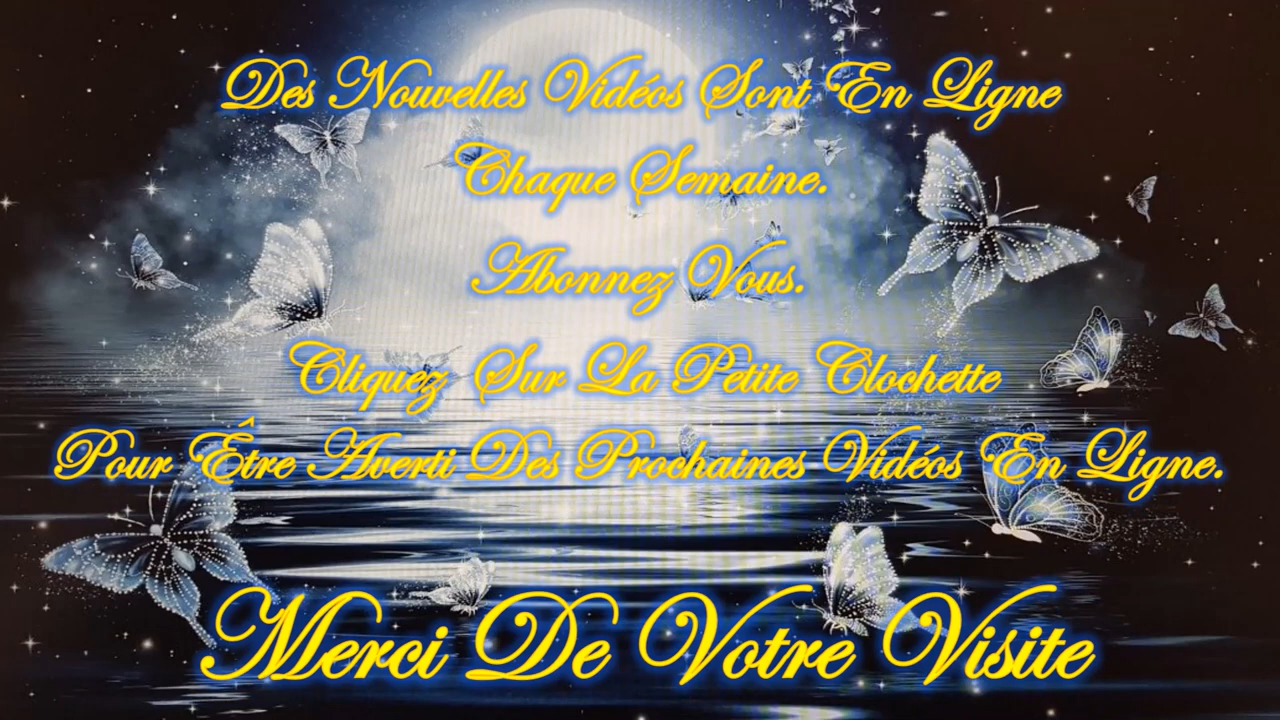 Des Nouvelles Vidéos Sont En Ligne
Chaque Semaine.
Abonnez Vous.
Cliquez Sur La Petite Clochette
Pour Être Averti Des Prochaines Vidéos En Ligne.
Merci De Votre Visite